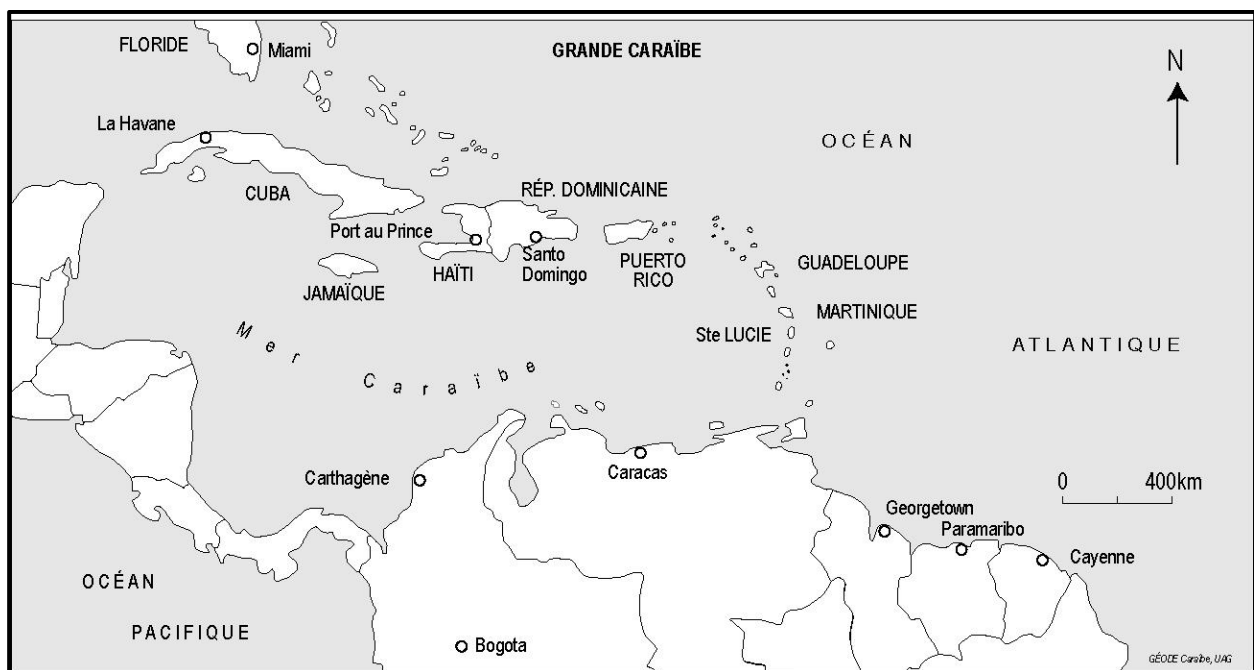 FLORIDE
Miami
GRANDE CARAÏBE
N
La Havane
OCÉAN
CUBA
RÉP. DOMINICAINE
Port au Prince
HAÏTI
Santo
Domingo
PUERTO
RICO
GUADELOUPE
JAMAÏQUE
MARTINIQUE
Ste LUCIE
Mer Caraïbe
ATLANTIQUE
Carthagène
Caracas
0 400km
Georgetown
Paramaribo
Cayenne
OCÉAN
PACIFIQUE
Bogota
GÉODE Caraïbe, UAG